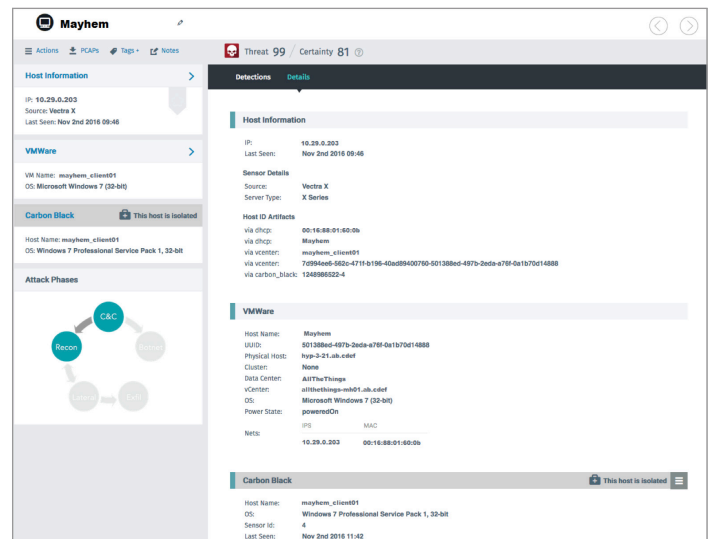 Mayhem
Actions PCAPs Tags Notes
Threat 99 / Certainty 81
Host Information
IP: 10.29.0.203
Source: Vectra X
Last Seen: Nov 2nd 2016 09:46
VMWare
VM Name: mayhem_client01
OS: Microsoft Windows 7 (32-bit)
Carbon Black This host is isolated
Host Name: mayhem_client01
OS: Windows 7 Professional Service Pack 1, 32-bit
Attack Phases
C&C
Recon
Botnet
Lateral
Exfil
Detections Details
Host Information
IP: 10.29.0.203
Last Seen: Nov 2nd 2016 09:46
Sensor Details
Source: Vectra X
Server Type: X Series
Host ID Artifacts
via dhcp: 00:16:88:01:60:0b
via dhcp: Mayhem
via vcenter: mayhem_client01
via vcenter: 7d994ee6-562c-471f-b196-40ad89400760-501388ed-497b-2eda-a76f-0a1b70d14888
via carbon_black: 1248986522-4
VMWare
Host Name: Mayhem
UUID: 501388ed-497b-2eda-a76f-0a1b70d14888
Physical Host: hyp-3-21.ab.cdef
Cluster: None
Data Center: AllTheThings
vCenter: allthethings-mh01.ab.cdef
OS: Microsoft Windows 7 (32-bit)
Power State: poweredOn
Nets:
IPS MAC
10.29.0.203 00:16:88:01:60:0b
Carbon Black This host is isolated
Host Name: mayhem_client01
OS: Windows 7 Professional Service Pack 1, 32-bit
Sensor Id: 4
Last Seen: Nov 2nd 2016 11:42